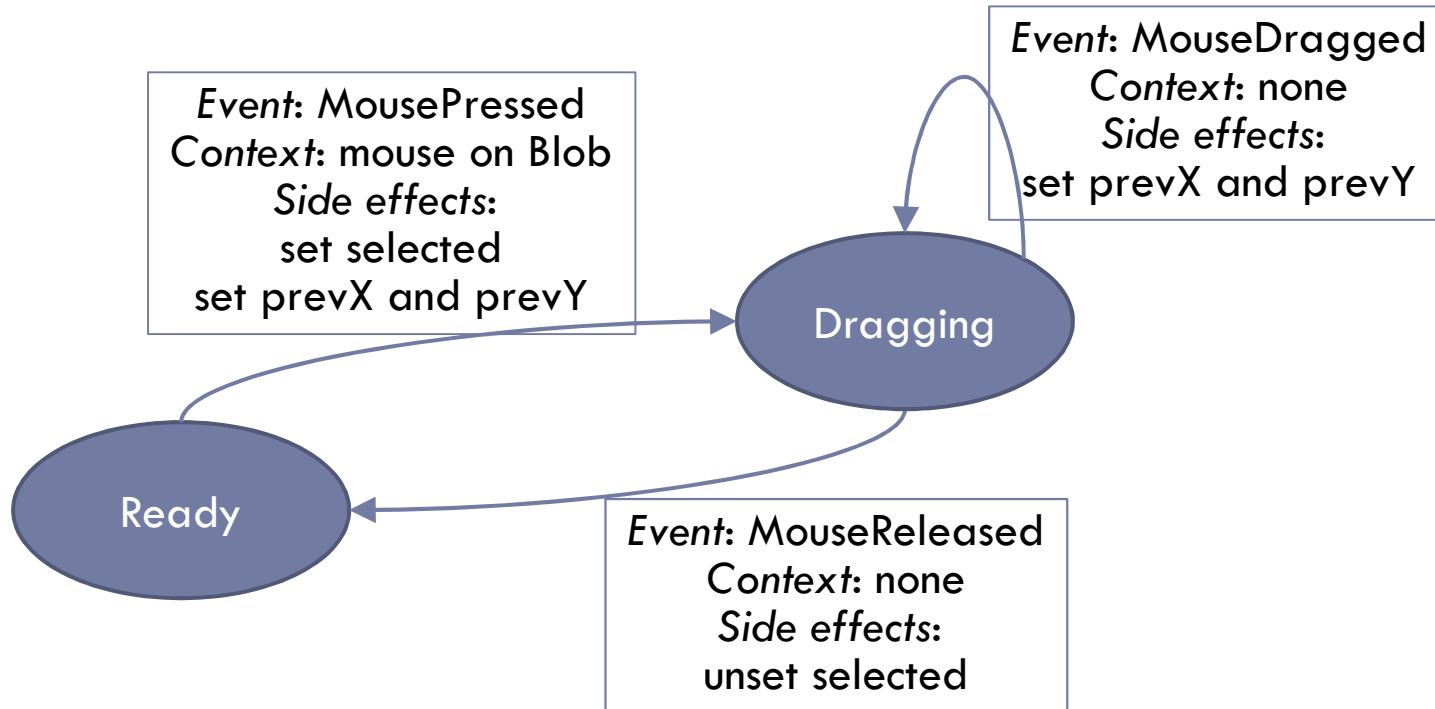 Event: MouseDragged
Context: none
Side effects:
set prevX and prevY
Event: MousePressed
Context: mouse on Blob
Side effects:
set selected
set prevX and prevY
Dragging
Ready
Event: MouseReleased
Context: none
Side effects:
unset selected